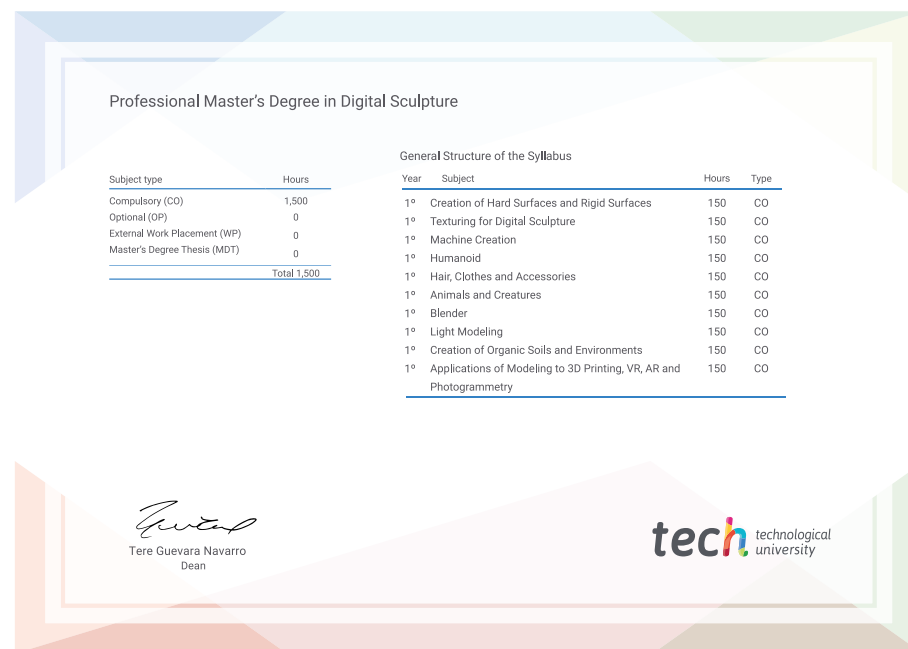 Professional Master's Degree in Digital Sculpture
Subject type Hours
Compulsory (CO) 1,500
Optional (OP) 0
External Work Placement (WP) 0
Master's Degree Thesis (MDT) 0
Total 1,500
General Structure of the Syllabus
Year Subject Hours Type
1º Creation of Hard Surfaces and Rigid Surfaces 150 CO
1º Texturing for Digital Sculpture 150 CO
1º Machine Creation 150 CO
1º Humanoid 150 CO
1º Hair, Clothes and Accessories 150 CO
1º Animals and Creatures 150 CO
1º Blender 150 CO
1º Light Modeling 150 CO
1º Creation of Organic Soils and Environments 150 CO
1º Applications of Modeling to 3D Printing, VR, AR and 150 CO
Photogrammetry
Tere Guevara Navarro
Dean
tech technological
university